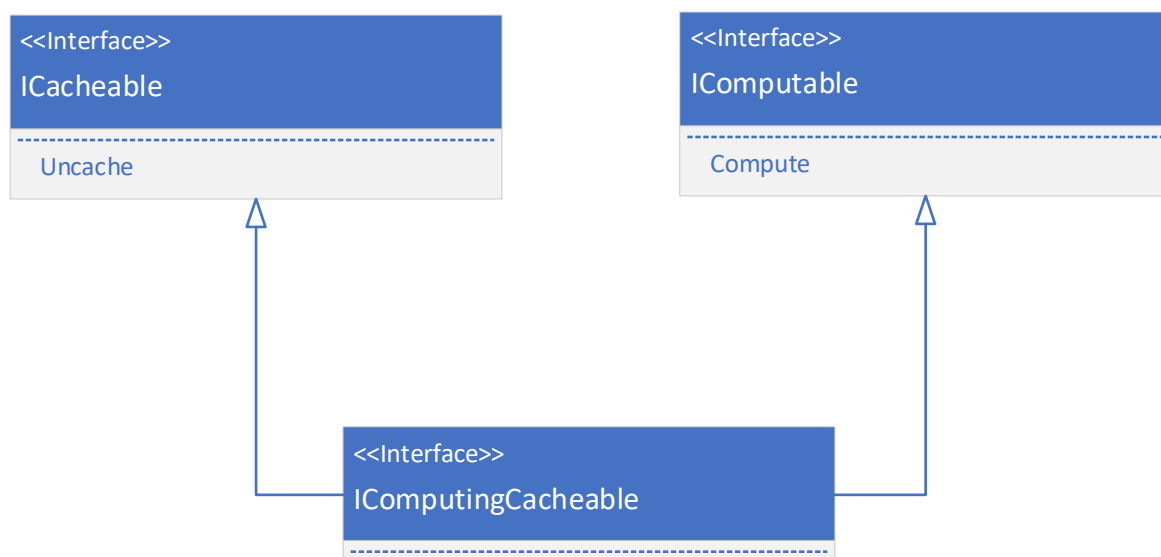 <<Interface>>
ICacheable
Uncache
<<Interface>>
IComputable
Compute
<<Interface>>
IComputingCacheable